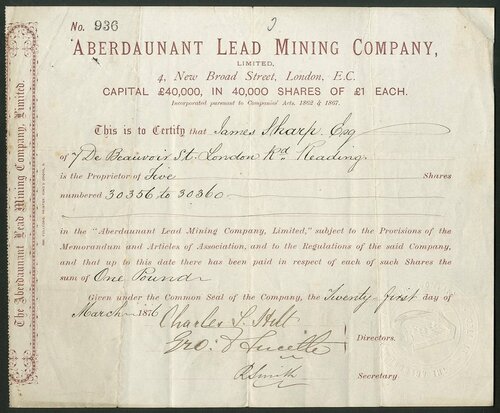 No. 936
ABERDAUNANT LEAD MINING COMPANY,
LIMITED,
4, New Broad Street, London, E.C.
CAPITAL £40,000, IN 40,000 SHARES OF £1 EACH.
Incorporated pursuant to Companies' Acts, 1862 & 1867.
This is to Certify that James Sharp Esq
of 7 De Beauvoir St. London Rd Reading
is the Proprietor of Five Shares
numbered 30356 to 30360
in the "Aberdaunant Lead Mining Company, Limited," subject to the Provisions of the
Memorandum and Articles of Association, and to the Regulations of the said Company,
and that up to this date there has been paid in respect of each of such Shares the
sum of One Pound
Given under the Common Seal of the Company, the Twenty first day of
March 1876
Charles S. Hill
Geo:
Directors.
R Smith
Secretary
The Aberdaunant Lead Mining Company, Limited.